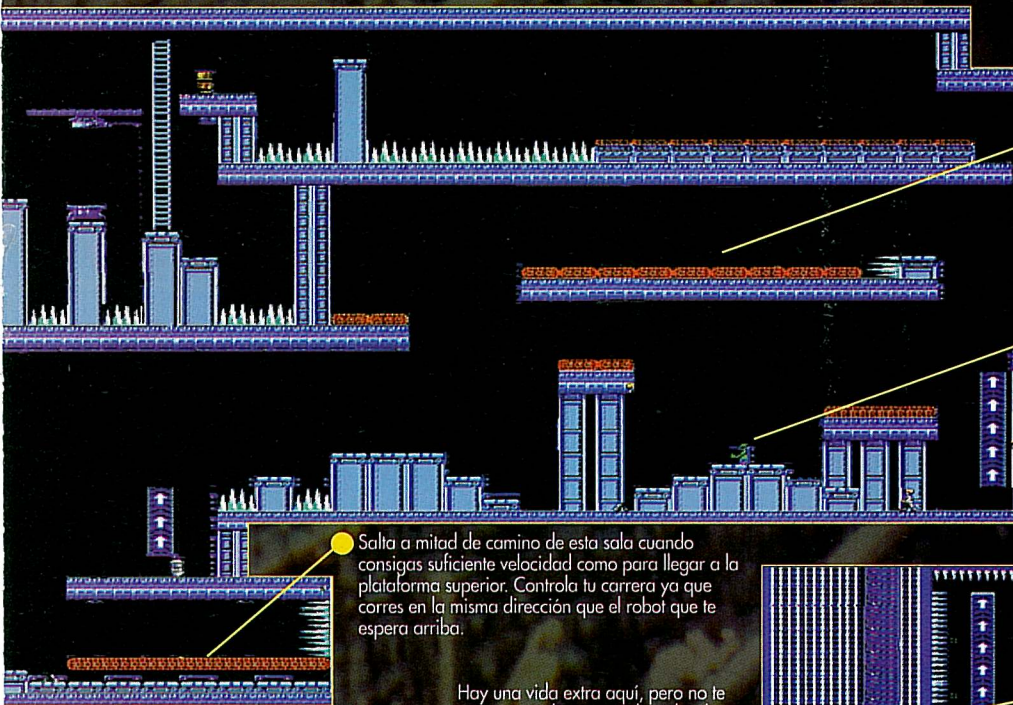 Salta a mitad de camino de esta sala cuando
consigas suficiente velocidad como para llegar a la
plataforma superior. Controla tu carrera ya que
corres en la misma dirección que el robot que te
espera arriba.
Hay una vida extra aquí, pero no te